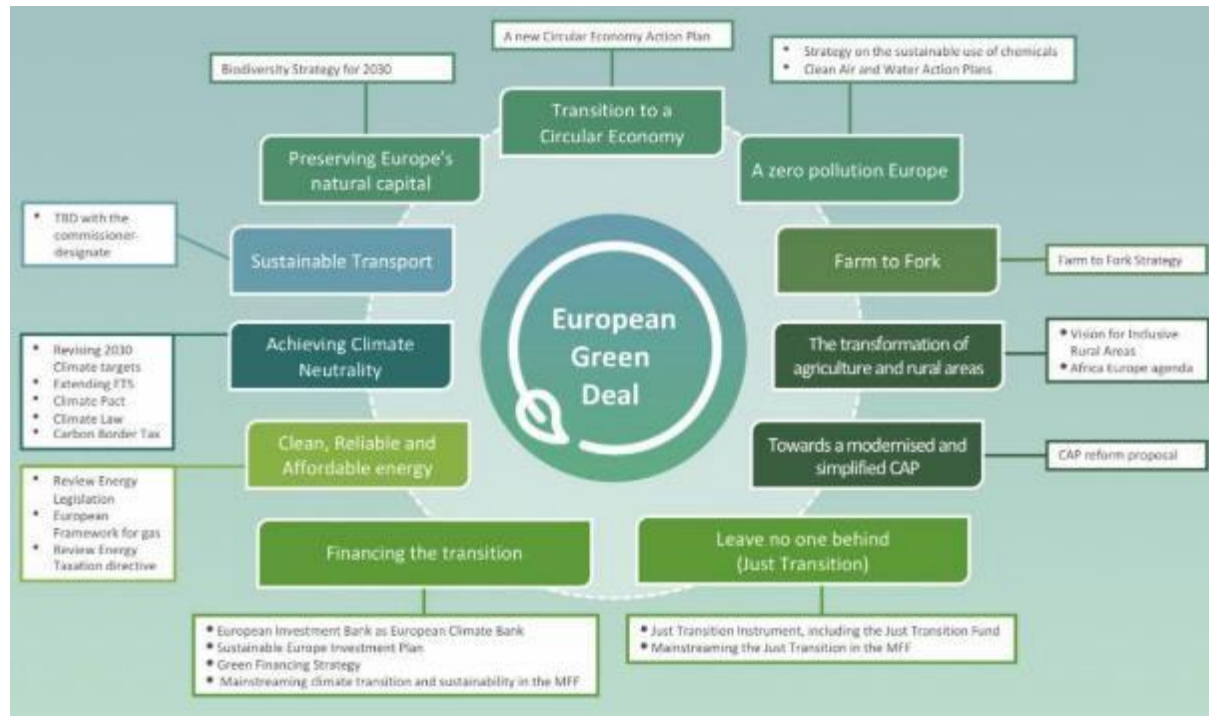 A new Circular Economy Action Plan
Biodiversity Strategy for 2030
• Strategy on the sustainable use of chemicals
• Clean Air and Water Action Plans
Transition to a
Circular Economy
Preserving Europe's
natural capital
A zero pollution Europe
• TBD with the
commissioner-
designate
Sustainable Transport
Farm to Fork
Farm to Fork Strategy
European
Green
Deal
Achieving Climate
Neutrality
• Revising 2030
Climate targets
• Extending ETS
• Climate Pact
• Climate Law
• Carbon Border Tax
The transformation of
agriculture and rural areas
• Vision for Inclusive
Rural Areas
• Africa Europe agenda
Clean, Reliable and
Affordable energy
• Review Energy
Legislation
• European
Framework for gas
• Review Energy
Taxation directive
Towards a modernised and
simplified CAP
CAP reform proposal
Financing the transition
• European Investment Bank as European Climate Bank
• Sustainable Europe Investment Plan
• Green Financing Strategy
• Mainstreaming climate transition and sustainability in the MFF
Leave no one behind
(Just Transition)
• Just Transition Instrument, including the Just Transition Fund
• Mainstreaming the Just Transition in the MFF